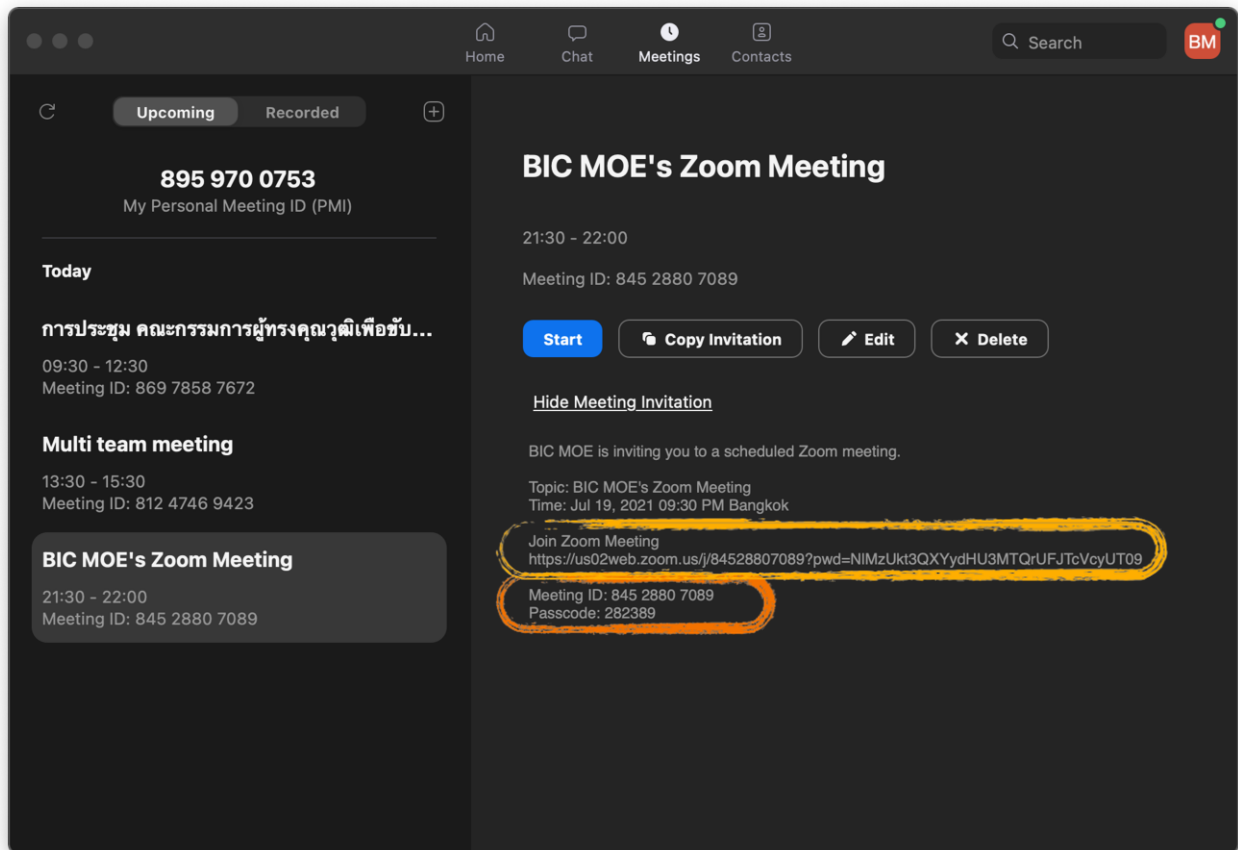 Home
Chat
Meetings
Contacts
Search
BM
Upcoming
Recorded
895 970 0753
My Personal Meeting ID (PMI)
Today
การประชุม คณะกรรมการผู้ทรงคุณวุฒิเพื่อขับ...
09:30 - 12:30
Meeting ID: 869 7858 7672
Multi team meeting
13:30 - 15:30
Meeting ID: 812 4746 9423
BIC MOE's Zoom Meeting
21:30 - 22:00
Meeting ID: 845 2880 7089
BIC MOE's Zoom Meeting
21:30 - 22:00
Meeting ID: 845 2880 7089
Start
Copy Invitation
Edit
Delete
Hide Meeting Invitation
BIC MOE is inviting you to a scheduled Zoom meeting.
Topic: BIC MOE's Zoom Meeting
Time: Jul 19, 2021 09:30 PM Bangkok
Join Zoom Meeting
https://us02web.zoom.us/j/84528807089?pwd=NlMzUkt3QXYydHU3MTQrUFJTcVcyUT09
Meeting ID: 845 2880 7089
Passcode: 282389